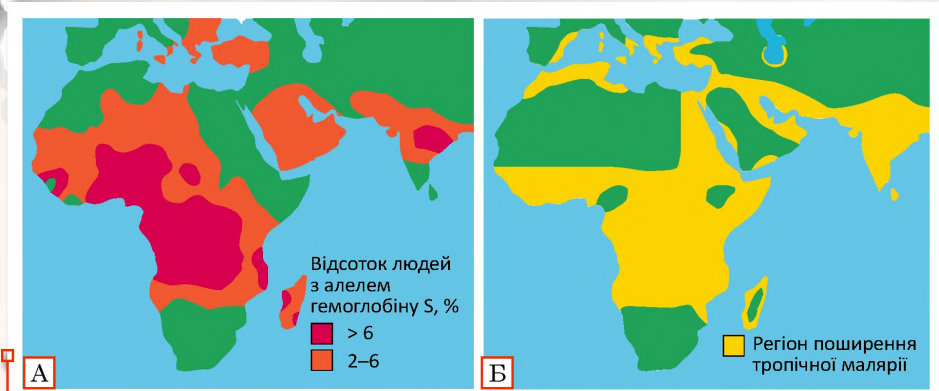 Відсоток людей
з алелем
гемоглобіну S, %
> 6
2–6
А
Регіон поширення
тропічної малярії
Б